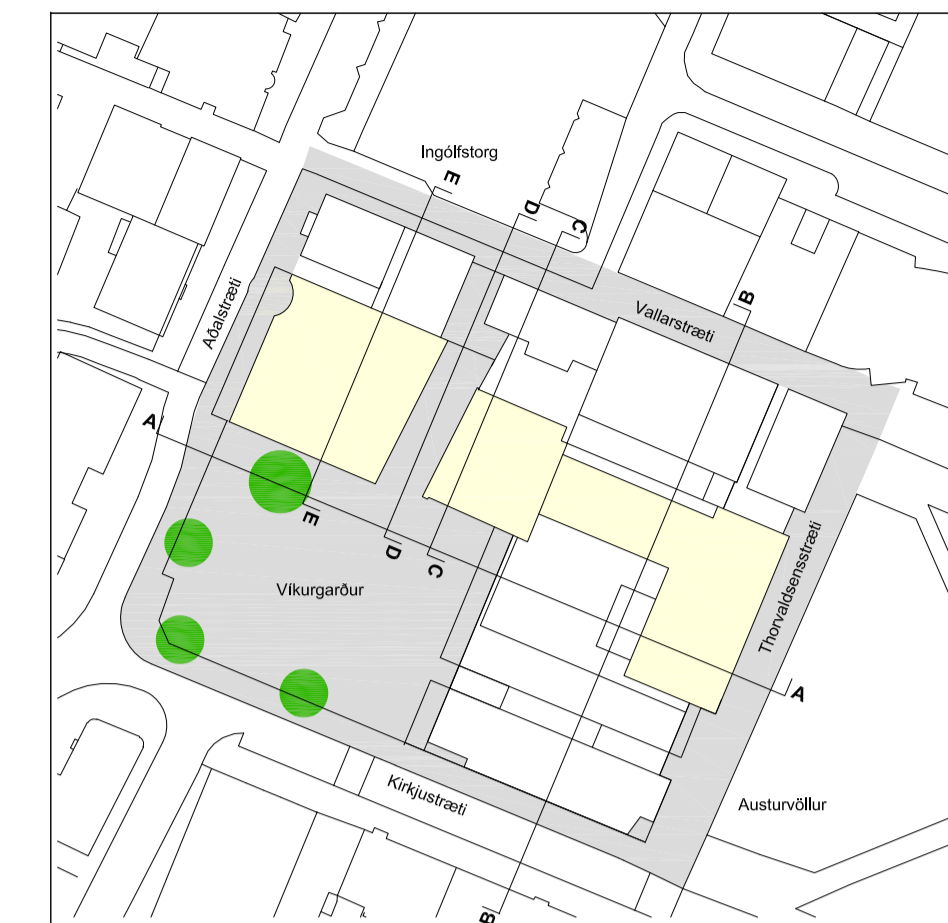 Ingólfstorg
E
D
C
B
Vallarstræti
Aðalstræti
A
E
D
C
Víkurgarður
Thorvaldsensstræti
A
Kirkjustræti
Austurvöllur
B